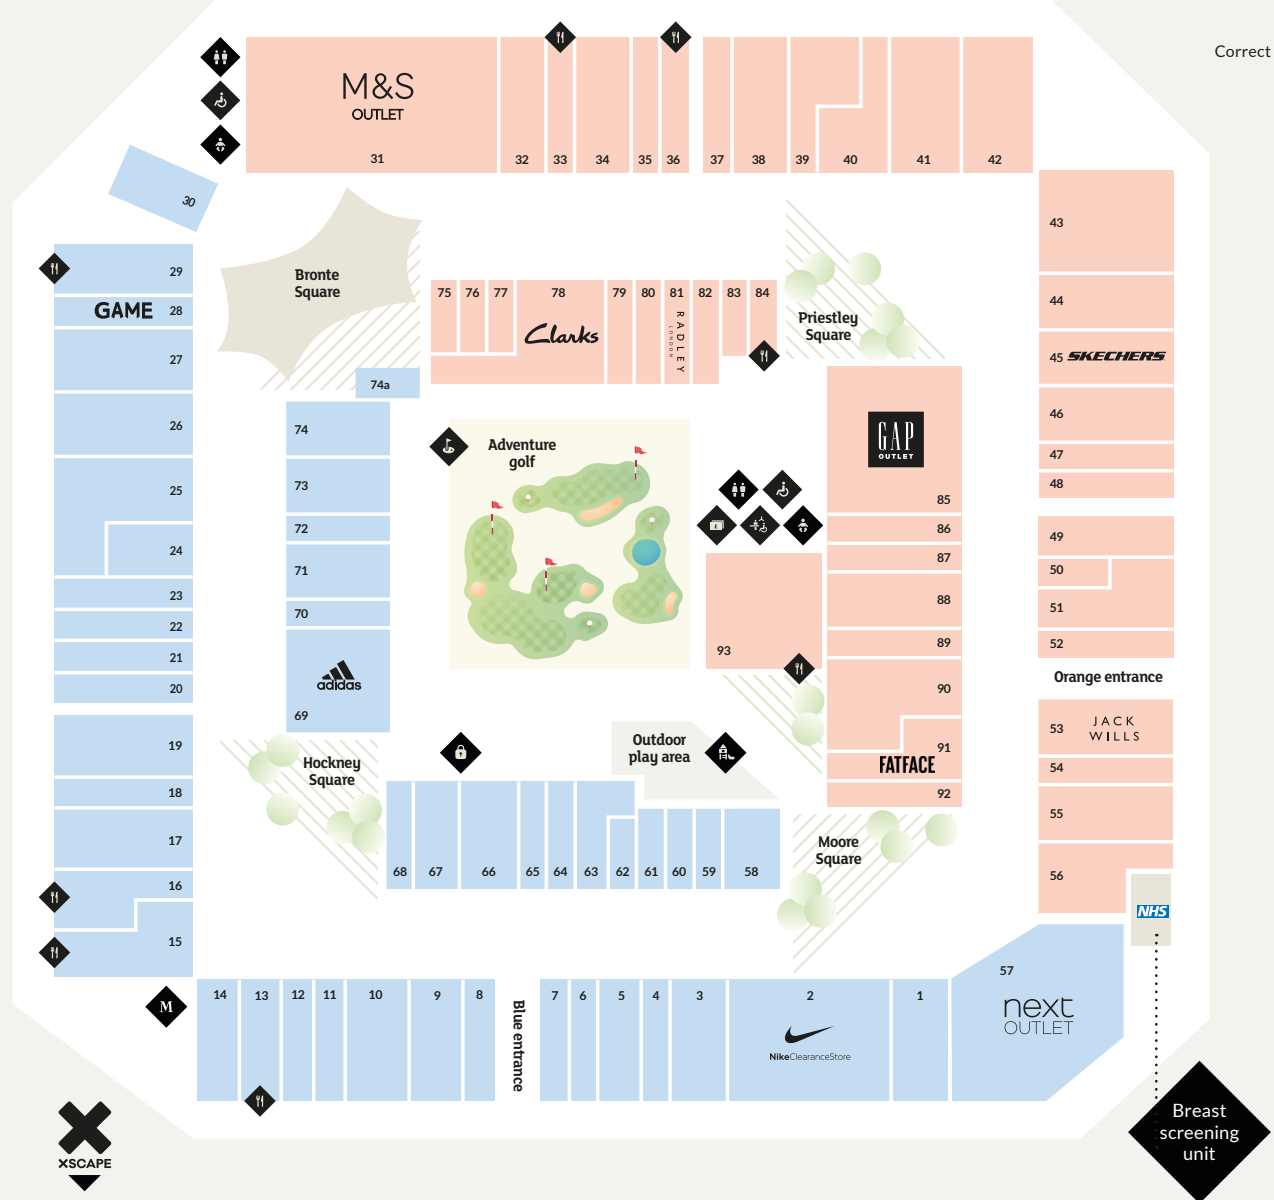 Correct
M&S
OUTLET
31
32
33
34
35
36
37
38
39
40
41
42
30
43
29
Bronte
Square
GAME
28
75
76
77
78
79
80
81
82
83
84
Clarks
RADLEY
LONDON
Priestley
Square
44
45
SKECHERS
27
74a
26
74
Adventure
golf
GAP
OUTLET
46
47
48
25
73
85
24
72
86
49
71
87
50
23
70
88
51
22
89
52
21
93
20
adidas
90
Orange entrance
69
19
Hockney
Square
Outdoor
play area
91
FATFACE
53
JACK
WILLS
54
18
92
55
17
Moore
Square
16
68
67
66
65
64
63
62
61
60
59
58
56
NHS
15
57
M
14
13
12
11
10
9
8
Blue entrance
7
6
5
4
3
2
1
next
OUTLET
NikeClearanceStore
XSCAPE
Breast
screening
unit